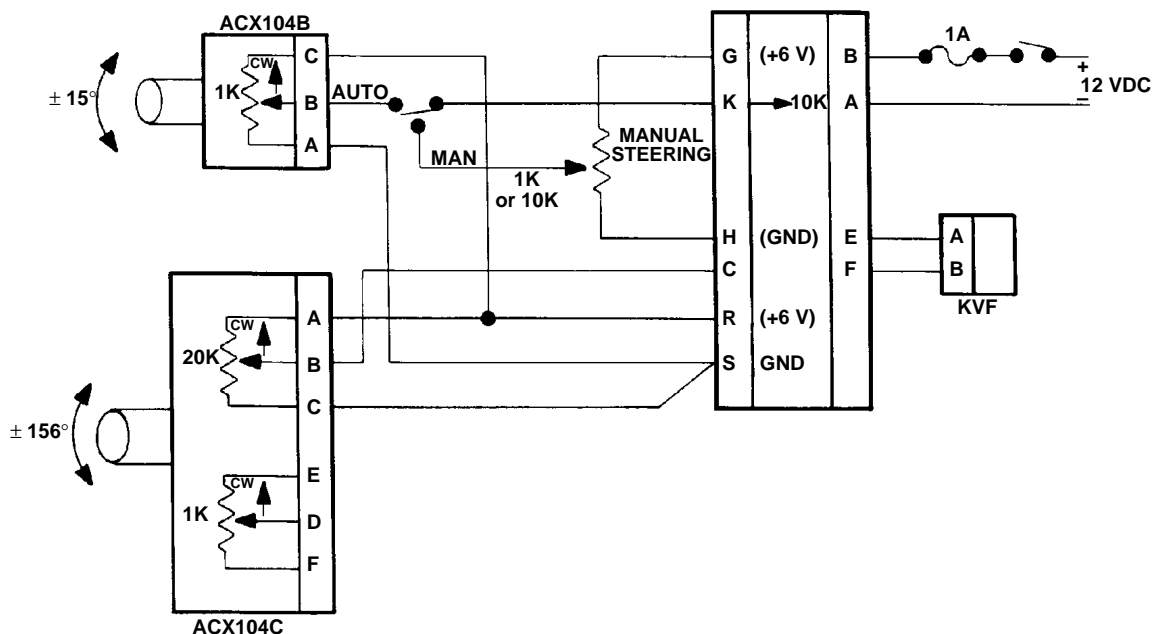 ACX104B
± 15°
1K
CW
C
B
A
AUTO
MAN
1K
or 10K
MANUAL
STEERING
G (+6 V) B
K 10K A
H (GND) E
C F
R (+6 V)
S GND
1A
+
12 VDC
–
A
B
KVF
± 156°
20K
CW
A
B
C
1K
CW
E
D
F
ACX104C